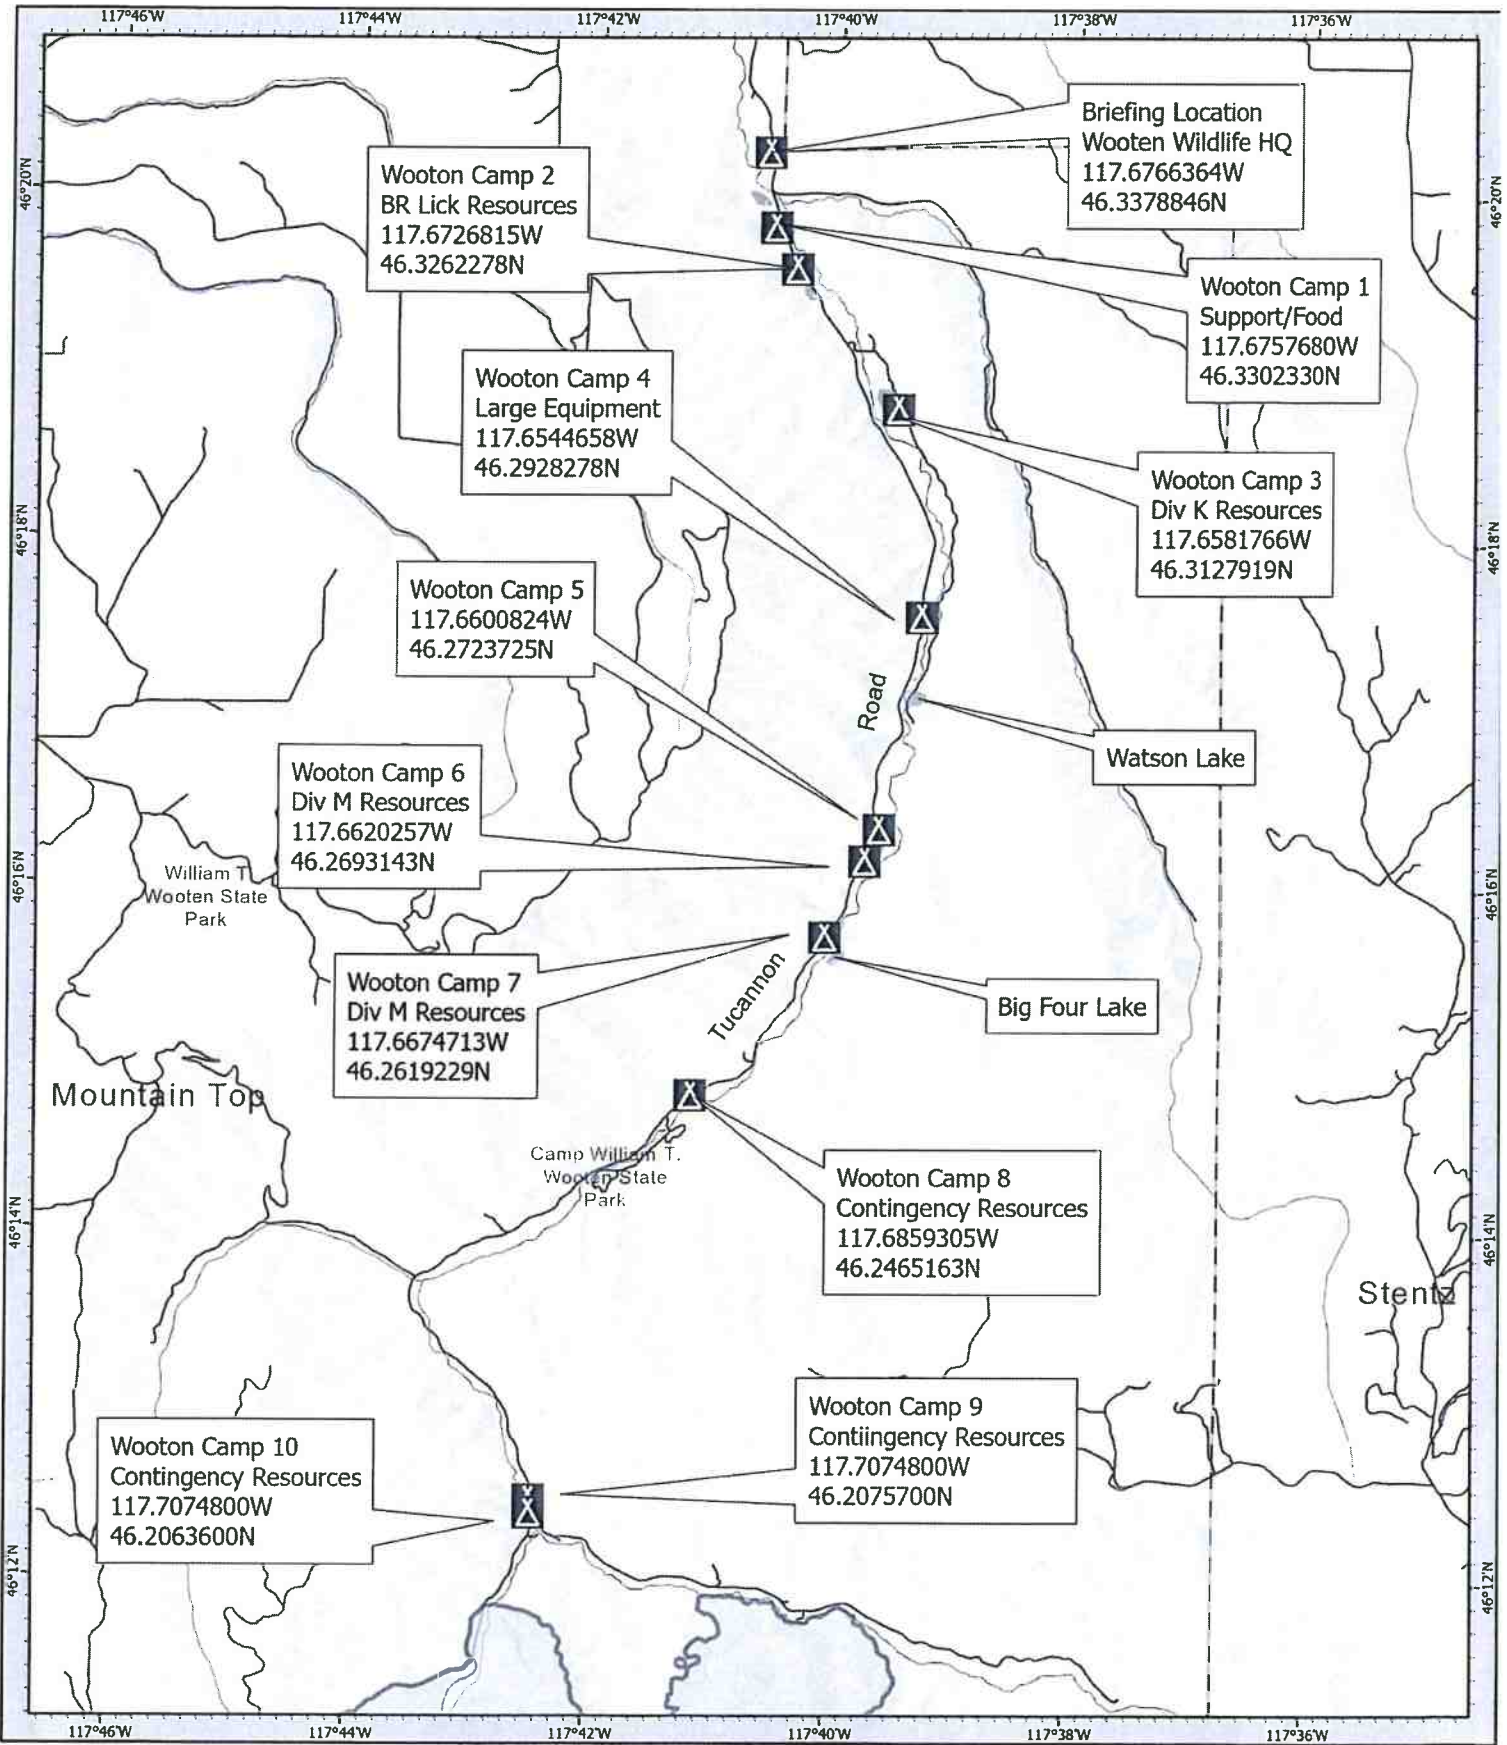 117°46'W
117°44'W
117°42'W
117°40'W
117°38'W
117°36'W
46°20'N
46°20'N
Briefing Location
Wooten Wildlife HQ
117.6766364W
46.3378846N
Wooton Camp 2
BR Lick Resources
117.6726815W
46.3262278N
Wooton Camp 1
Support/Food
117.6757680W
46.3302330N
Wooton Camp 4
Large Equipment
117.6544658W
46.2928278N
Wooton Camp 3
Div K Resources
117.6581766W
46.3127919N
46°18'N
46°18'N
Wooton Camp 5
117.6600824W
46.2723725N
Road
Watson Lake
Wooton Camp 6
Div M Resources
117.6620257W
46.2693143N
46°16'N
46°16'N
William T.
Wooten State
Park
Wooton Camp 7
Div M Resources
117.6674713W
46.2619229N
Tucannon
Big Four Lake
Mountain Top
Camp William T.
Wooten State
Park
Wooton Camp 8
Contingency Resources
117.6859305W
46.2465163N
46°14'N
46°14'N
Stentz
Wooton Camp 9
Contiingency Resources
117.7074800W
46.2075700N
Wooton Camp 10
Contingency Resources
117.7074800W
46.2063600N
46°12'N
46°12'N
117°46'W
117°44'W
117°42'W
117°40'W
117°38'W
117°36'W